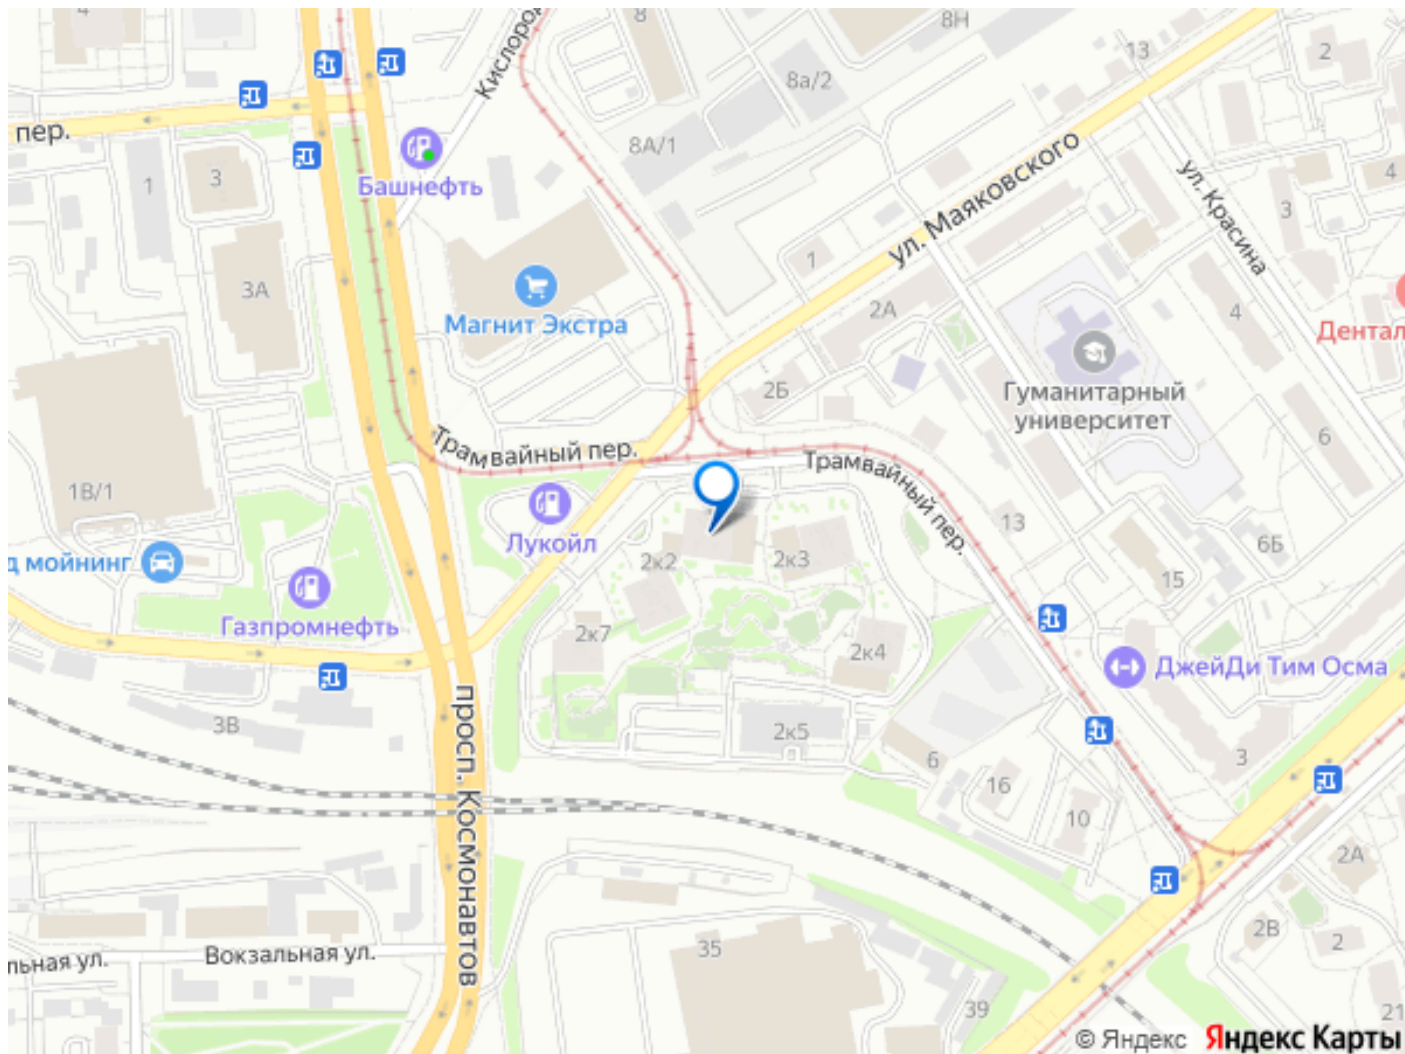 4
8
8Н
13
2
Кислород
8а/2
пер.
8А/1
1
3
Башнефть
ул. Маяковского
ул. Красина
4
3
3А
1
Магнит Экстра
2А
4
Дентал
2Б
Гуманитарный
университет
6
Трамвайный пер.
Трамвайный пер.
1В/1
Лукойл
13
6Б
д мойнинг
2к2
2к3
15
Газпромнефть
2к7
2к4
ДжейДи Тим Осма
3В
просп. Космонавтов
2к5
6
3
16
10
2А
35
2В
2
Вокзальная ул.
льная ул.
39
21
© Яндекс Яндекс Карты